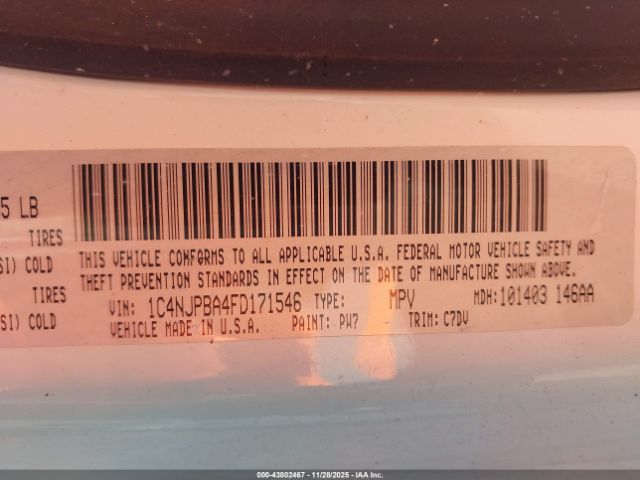 5 LB
TIRES
SI) COLD
TIRES
SI) COLD
THIS VEHICLE CONFORMS TO ALL APPLICABLE U.S.A. FEDERAL MOTOR VEHICLE SAFETY AND
THEFT PREVENTION STANDARDS IN EFFECT ON THE DATE OF MANUFACTURE SHOWN ABOVE.
VIN: 1C4NJPBA4FD171546 TYPE: MPV MDH:101403 146AA
VEHICLE MADE IN U.S.A. PAINT: PW7 TRIM: C7DV
000-43802467 - 11/28/2025 - IAA Inc.